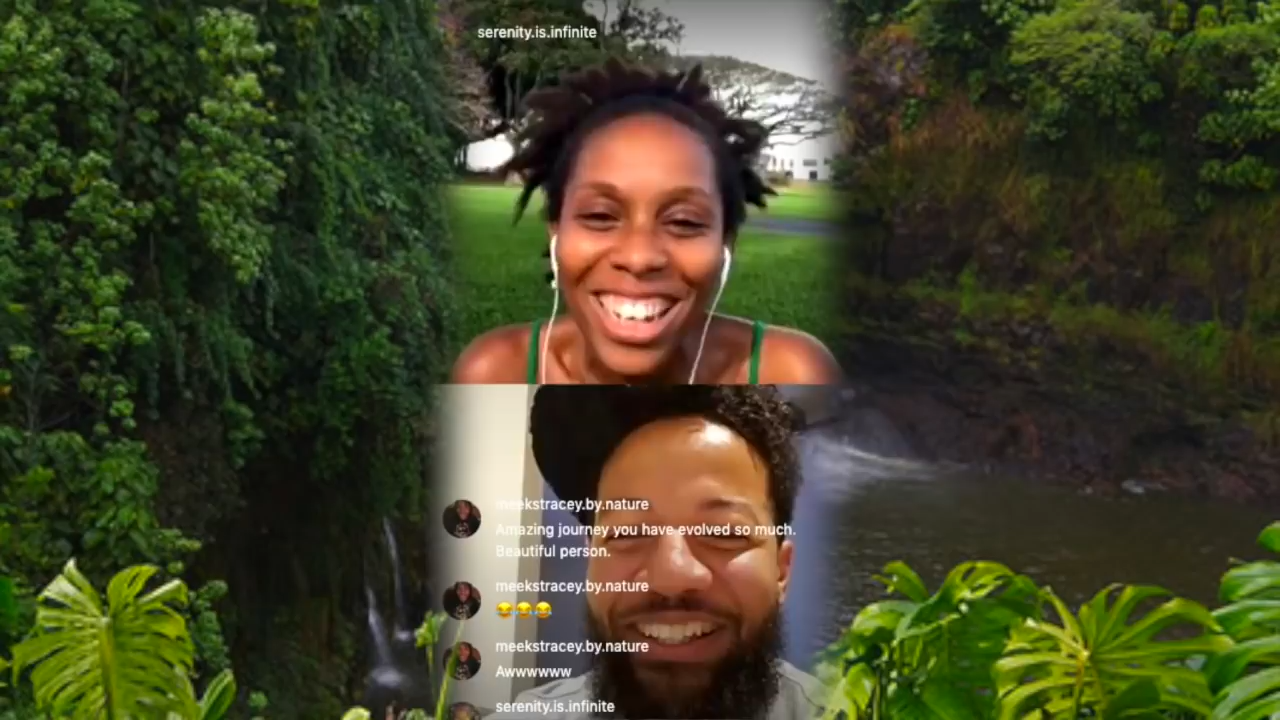 serenity.is.infinite
meekstracey.by.nature
Amazing journey you have evolved so much.
Beautiful person.
meekstracey.by.nature
😂😂😂
meekstracey.by.nature
Awwwwww
serenity.is.infinite